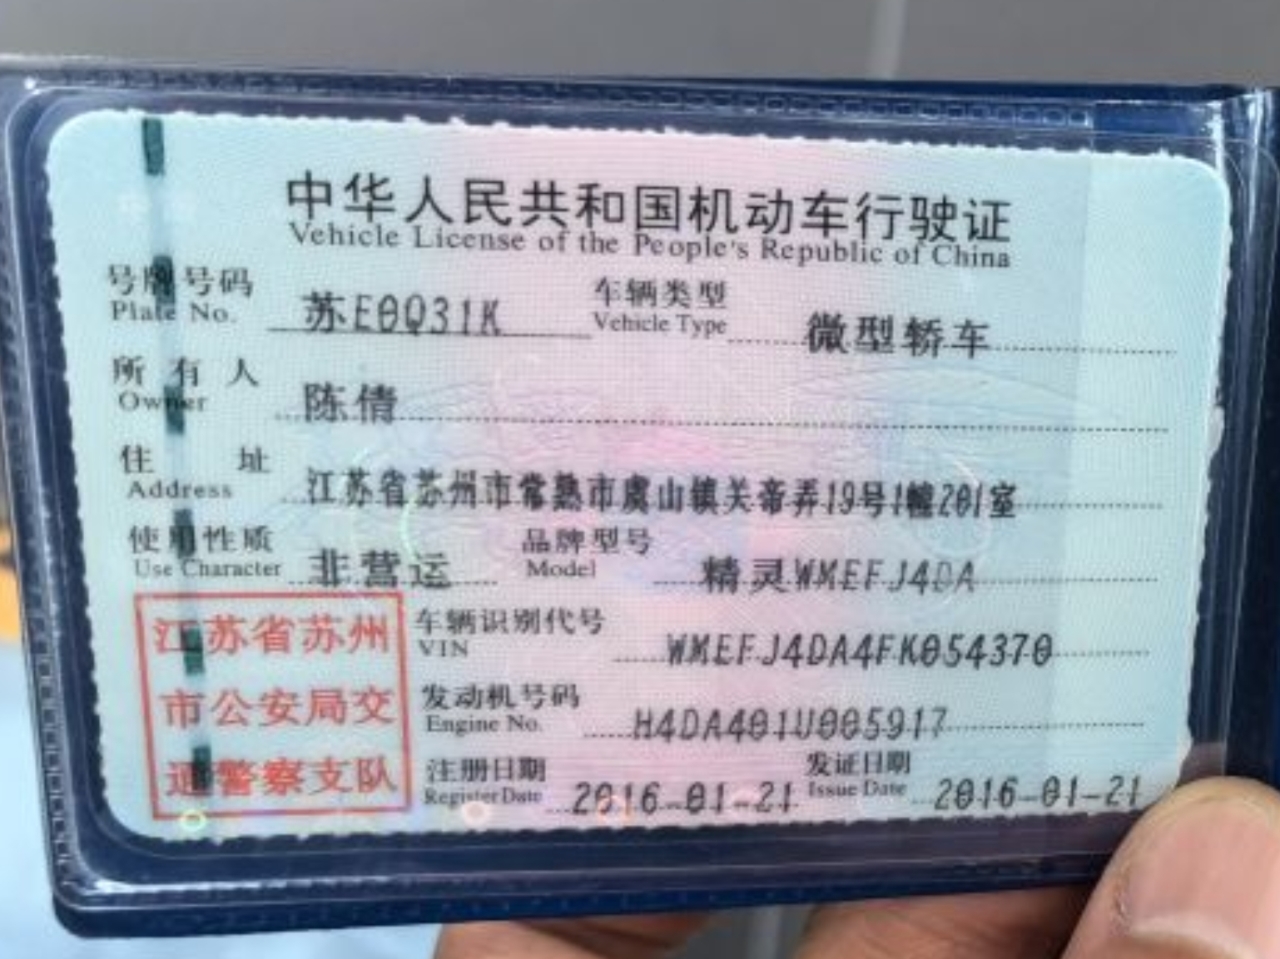 中华人民共和国机动车行驶证
Vehicle License of the People's Republic of China
号牌号码 苏E0Q31K 车辆类型 微型轿车
Plate No. Vehicle Type
所有人 陈倩
Owner
住址 江苏省苏州市常熟市虞山镇关帝弄19号1幢201室
Address
使用性质 非营运 品牌型号 精灵WMEFJ4DA
Use Character Model
江苏省苏州
市公安局交
通警察支队
车辆识别代号 WMEFJ4DA4FK054370
VIN
发动机号码 H4DA401U005917
Engine No.
注册日期 2016-01-21 发证日期 2016-01-21
Register Date Issue Date